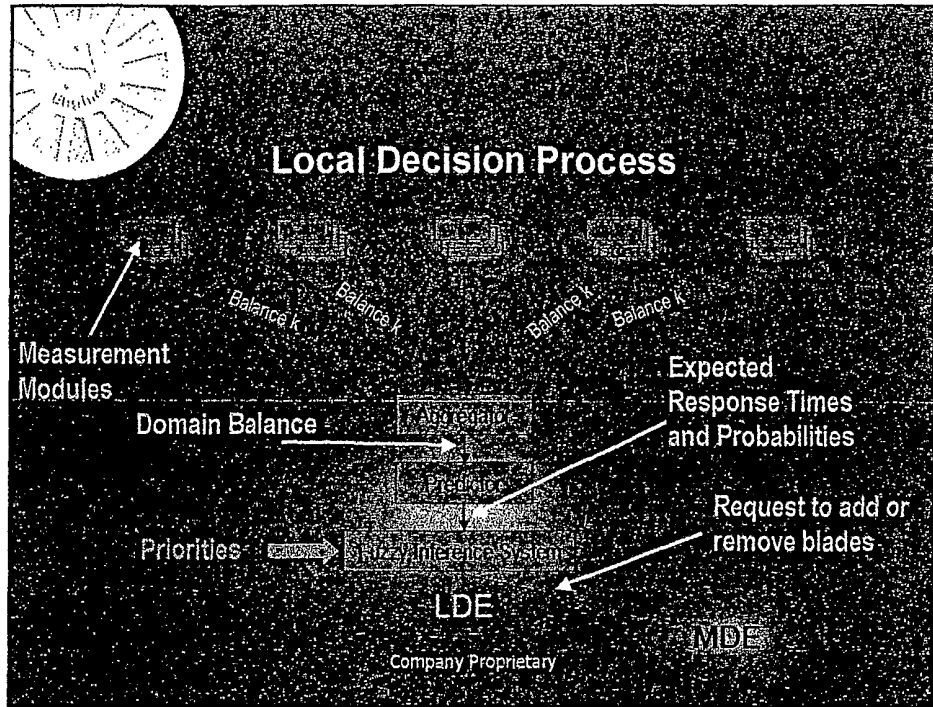 Local Decision Process
Balance k
Balance k
Balance k
Balance k
Measurement
Modules
Expected
Response Times
and Probabilities
Domain Balance
Aggregator
Predictor
Request to add or
remove blades
Priorities
Fuzzy Inference System
LDE
MDE
Company Proprietary